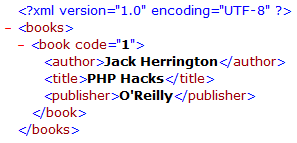 <?xml version="1.0" encoding="UTF-8" ?>
- <books>
- <book code="1">
<author>Jack Herrington</author>
<title>PHP Hacks</title>
<publisher>O'Reilly</publisher>
</book>
</books>